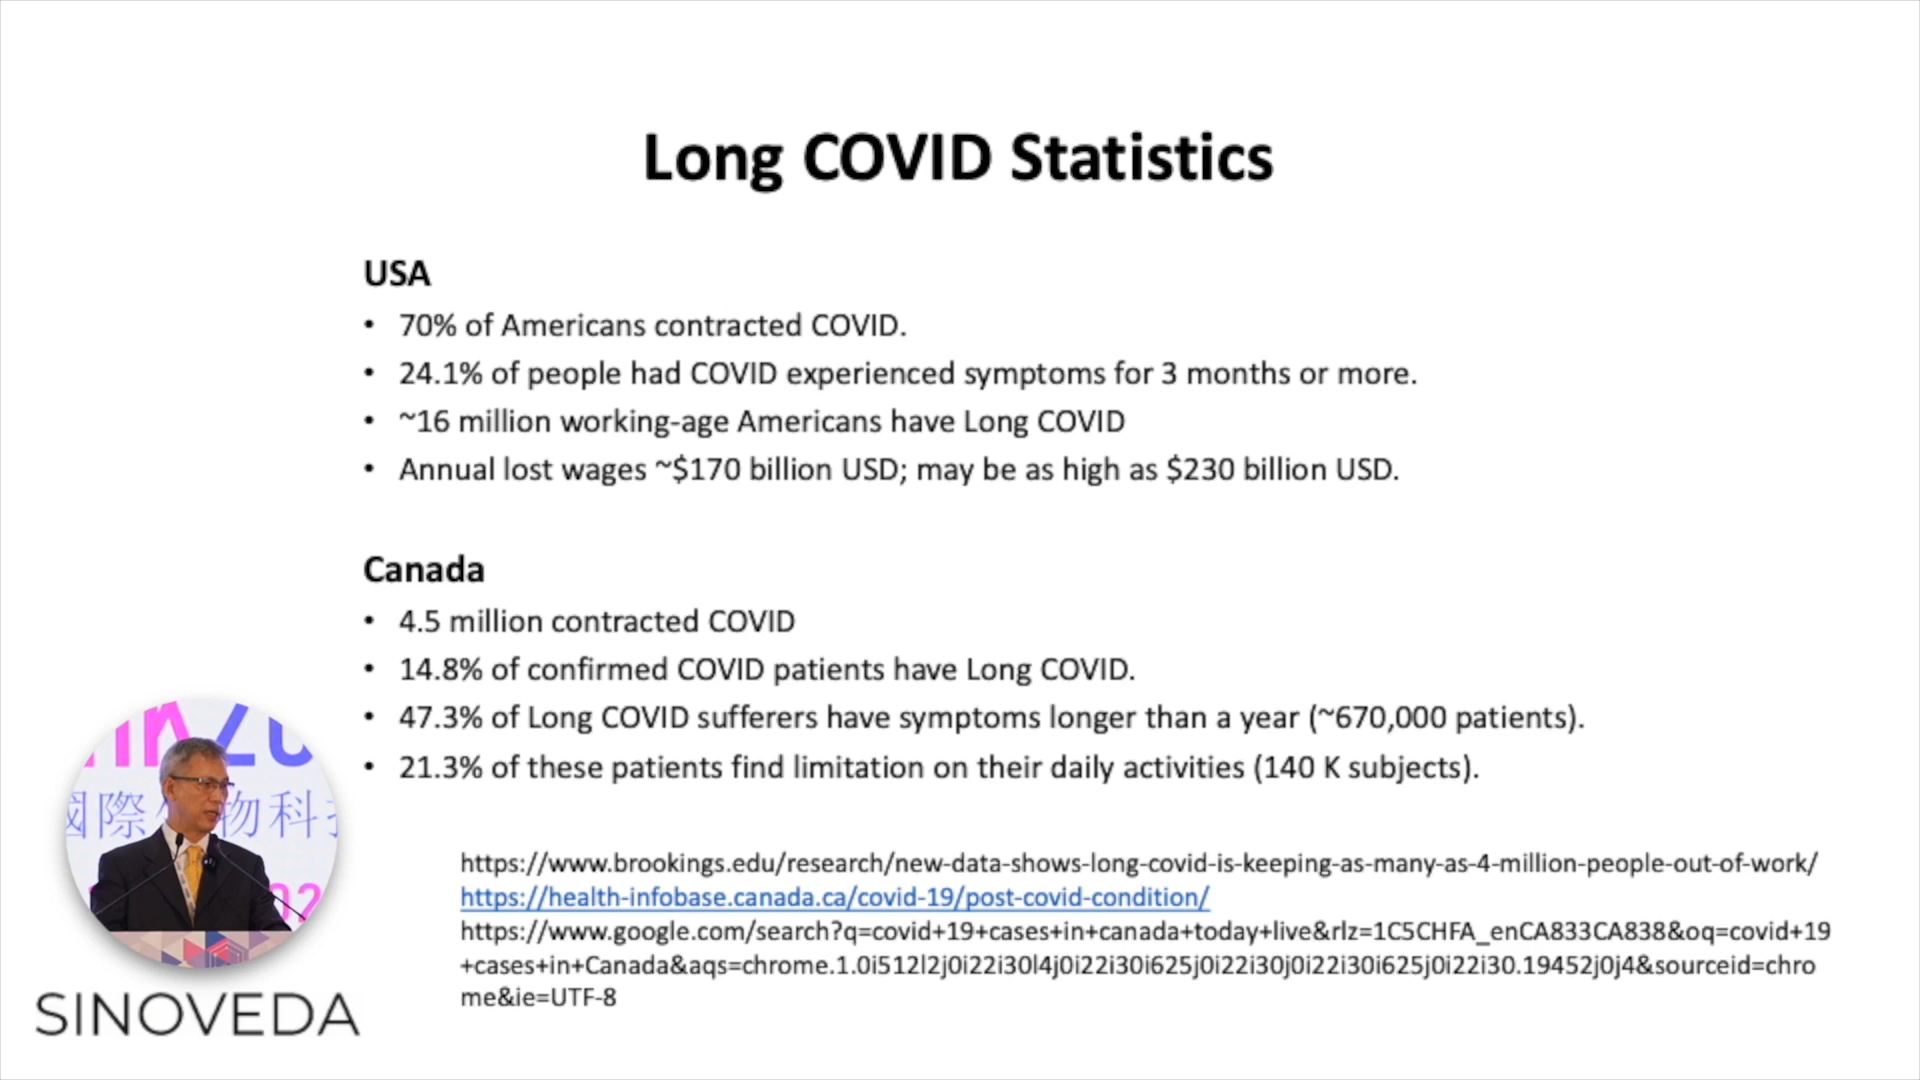 Long COVID Statistics
USA
• 70% of Americans contracted COVID.
• 24.1% of people had COVID experienced symptoms for 3 months or more.
• ~16 million working-age Americans have Long COVID
• Annual lost wages ~$170 billion USD; may be as high as $230 billion USD.
Canada
• 4.5 million contracted COVID
• 14.8% of confirmed COVID patients have Long COVID.
• 47.3% of Long COVID sufferers have symptoms longer than a year (~670,000 patients).
• 21.3% of these patients find limitation on their daily activities (140 K subjects).
https://www.brookings.edu/research/new-data-shows-long-covid-is-keeping-as-many-as-4-million-people-out-of-work/
https://health-infobase.canada.ca/covid-19/post-covid-condition/
https://www.google.com/search?q=covid+19+cases+in+canada+today+live&rlz=1C5CHFA_enCA833CA838&oq=covid+19
+cases+in+Canada&aqs=chrome.1.0i512l2j0i22i30l4j0i22i30i625j0i22i30j0i22i30i625j0i22i30.19452j0j4&sourceid=chro
me&ie=UTF-8
國際 物科
SINOVEDA